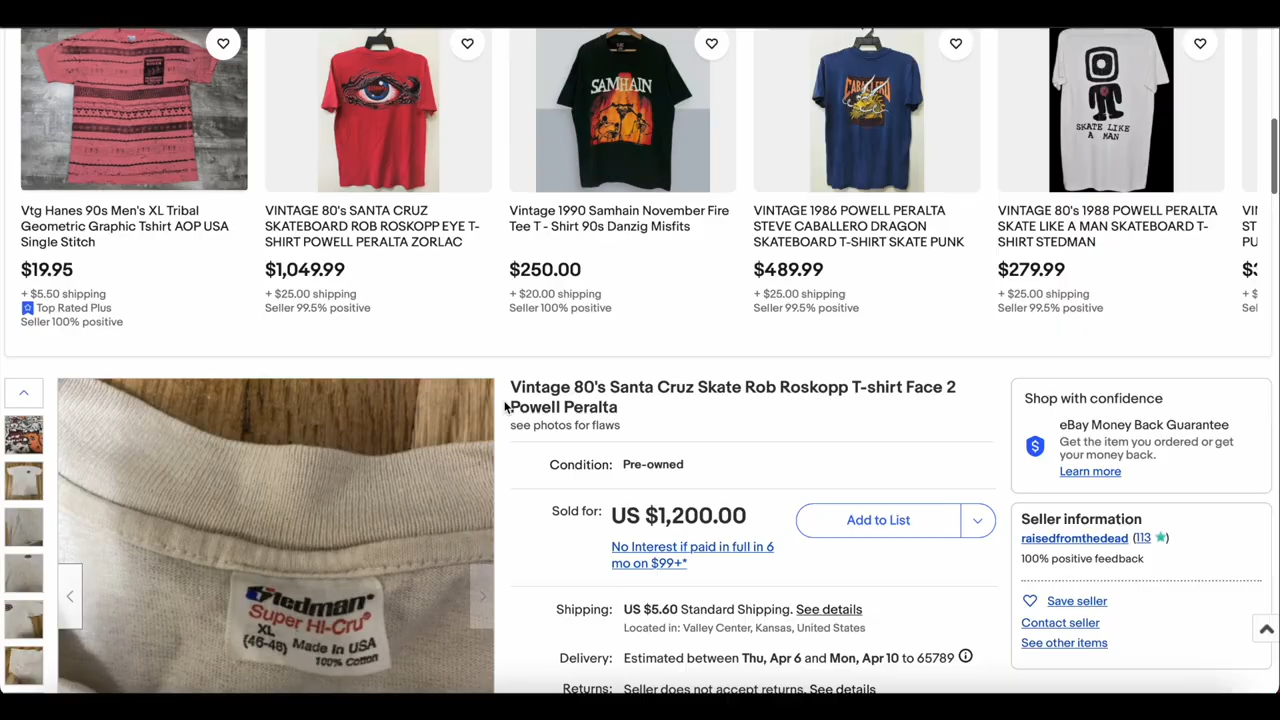 SAMHAIN
CABALLERO
SKATE LIKE
A MAN
Vtg Hanes 90s Men's XL Tribal
Geometric Graphic Tshirt AOP USA
Single Stitch
$19.95
+ $5.50 shipping
Top Rated Plus
Seller 100% positive
VINTAGE 80's SANTA CRUZ
SKATEBOARD ROB ROSKOPP EYE T-
SHIRT POWELL PERALTA ZORLAC
$1,049.99
+ $25.00 shipping
Seller 99.5% positive
Vintage 1990 Samhain November Fire
Tee T - Shirt 90s Danzig Misfits
$250.00
+ $20.00 shipping
Seller 100% positive
VINTAGE 1986 POWELL PERALTA
STEVE CABALLERO DRAGON
SKATEBOARD T-SHIRT SKATE PUNK
$489.99
+ $25.00 shipping
Seller 99.5% positive
VINTAGE 80's 1988 POWELL PERALTA
SKATE LIKE A MAN SKATEBOARD T-
SHIRT STEDMAN
$279.99
+ $25.00 shipping
Seller 99.5% positive
Stedman®
Super Hi-Cru®
XL
(46-48) Made In USA
100% Cotton
Vintage 80's Santa Cruz Skate Rob Roskopp T-shirt Face 2
Powell Peralta
see photos for flaws
Condition: Pre-owned
Sold for: US $1,200.00
Add to List
No Interest if paid in full in 6
mo on $99+*
Shipping: US $5.60 Standard Shipping. See details
Located in: Valley Center, Kansas, United States
Delivery: Estimated between Thu, Apr 6 and Mon, Apr 10 to 65789
Returns: Seller does not accept returns. See details
Shop with confidence
eBay Money Back Guarantee
Get the item you ordered or get
your money back.
Learn more
Seller information
raisedfromthedead (113)
100% positive feedback
Save seller
Contact seller
See other items